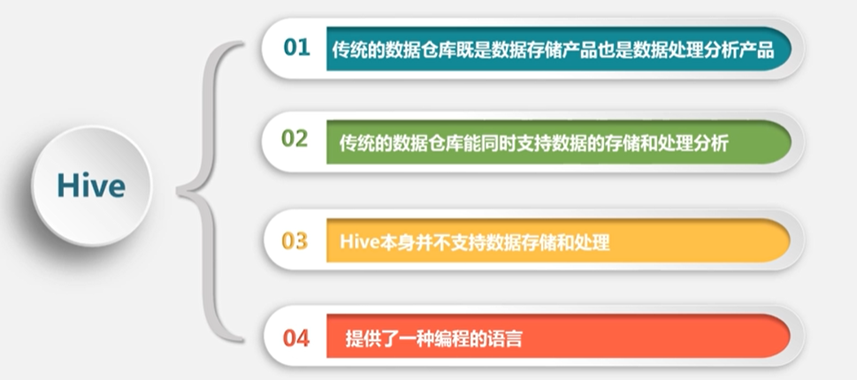 Hive
01 传统的数据仓库既是数据存储产品也是数据处理分析产品
02 传统的数据仓库能同时支持数据的存储和处理分析
03 Hive本身并不支持数据存储和处理
04 提供了一种编程的语言